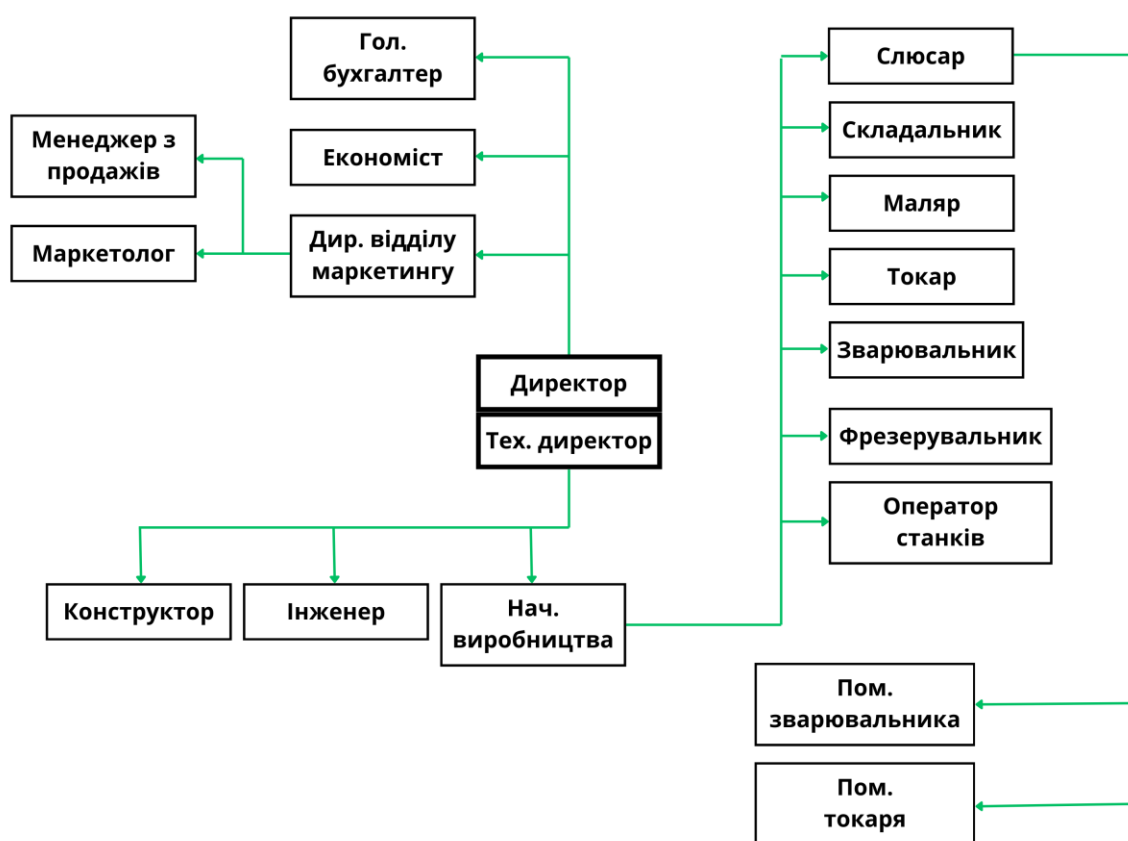 Гол.
бухгалтер
Менеджер з
продажів
Економіст
Маркетолог
Дир. відділу
маркетингу
Директор
Тех. директор
Конструктор
Інженер
Нач.
виробництва
Слюсар
Складальник
Маляр
Токар
Зварювальник
Фрезерувальник
Оператор
станків
Пом.
зварювальника
Пом.
токаря